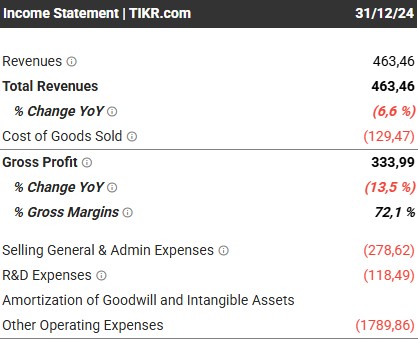 Income Statement | TIKR.com 31/12/24
Revenues 463,46
Total Revenues 463,46
% Change YoY (6,6 %)
Cost of Goods Sold (129,47)
Gross Profit 333,99
% Change YoY (13,5 %)
% Gross Margins 72,1 %
Selling General & Admin Expenses (278,62)
R&D Expenses (118,49)
Amortization of Goodwill and Intangible Assets
Other Operating Expenses (1789,86)